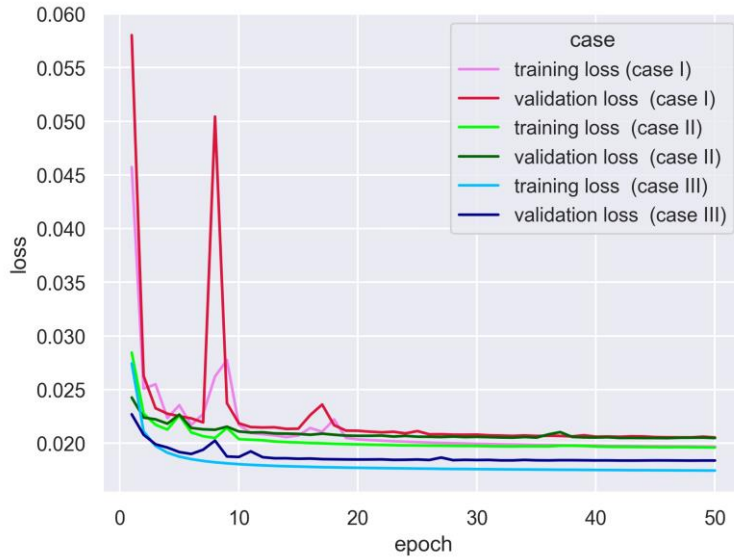 0.060
0.055
0.050
0.045
0.040
0.035
0.030
0.025
0.020
loss
case
training loss (case I)
validation loss (case I)
training loss (case II)
validation loss (case II)
training loss (case III)
validation loss (case III)
0 10 20 30 40 50
epoch